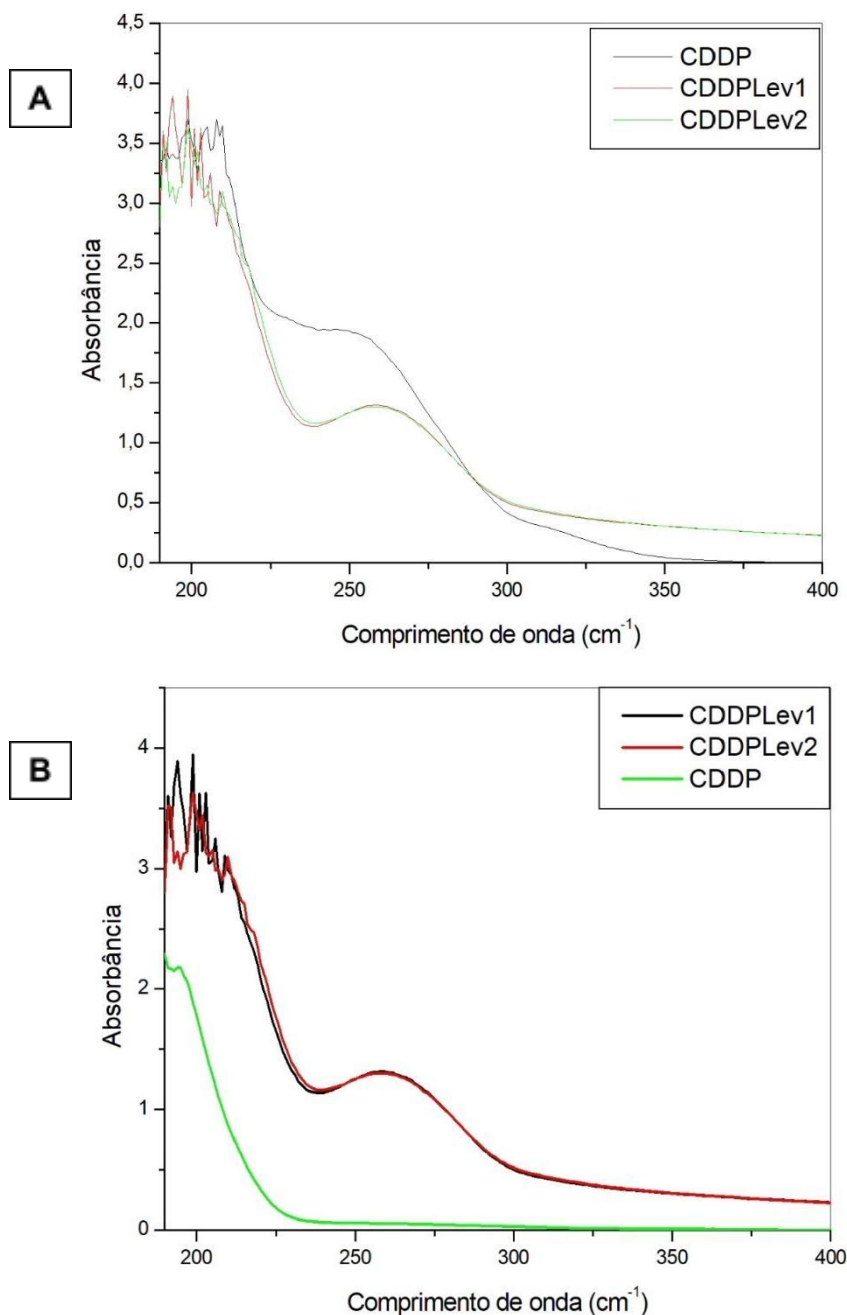 A
4,5
4,0
3,5
3,0
2,5
2,0
1,5
1,0
0,5
0,0
Absorbância
CDDP
CDDPLev1
CDDPLev2
200
250
300
350
400
Comprimento de onda (cm⁻¹)
B
4
3
2
1
0
Absorbância
CDDPLev1
CDDPLev2
CDDP
200
250
300
350
400
Comprimento de onda (cm⁻¹)